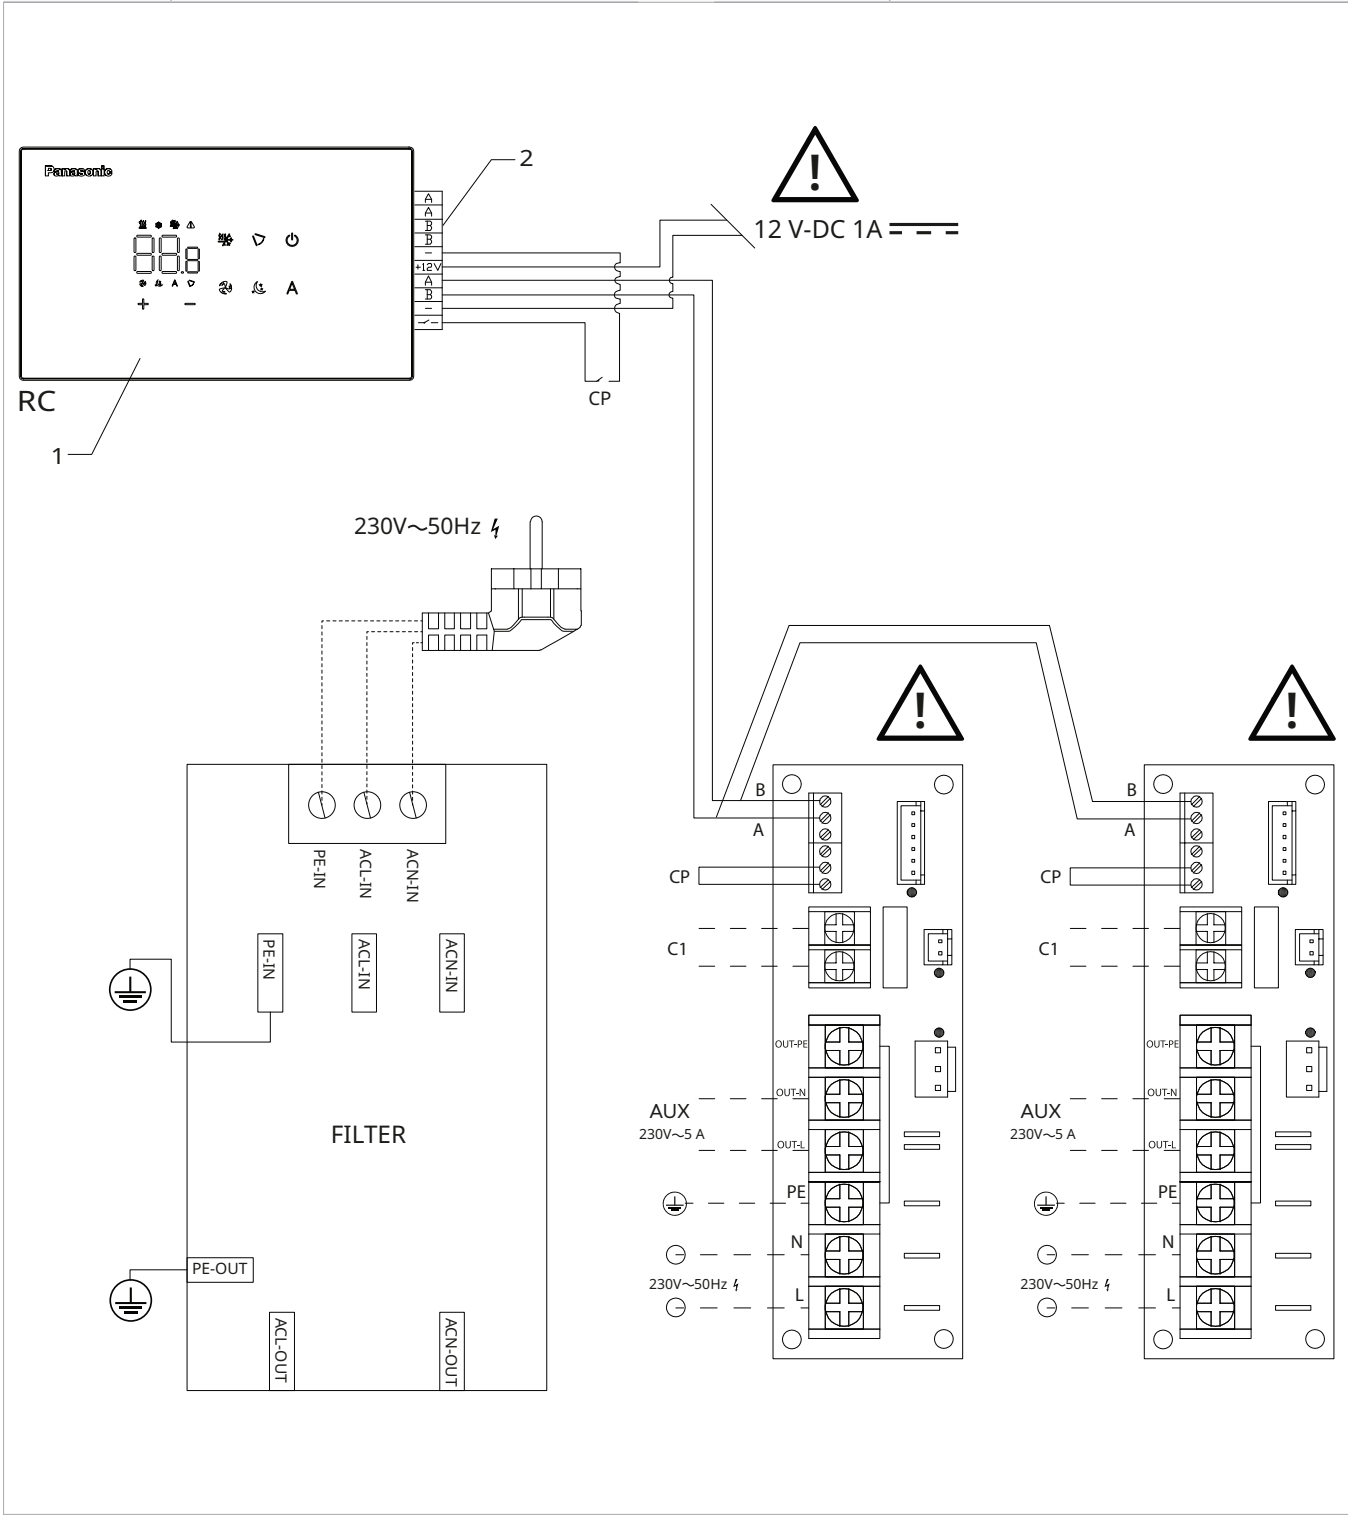 Panasonic
2
A
A
B
B
-
+12V
A
B
-
12 V-DC 1A
88.8
A
+ -
A
RC
CP
1
230V~50Hz
PE-IN
ACL-IN
ACN-IN
PE-IN
ACL-IN
ACN-IN
FILTER
PE-OUT
ACL-OUT
ACN-OUT
B
A
CP
C1
OUT-PE
OUT-N
AUX
230V~5 A
OUT-L
PE
N
230V~50Hz
L
B
A
CP
C1
OUT-PE
OUT-N
AUX
230V~5 A
OUT-L
PE
N
230V~50Hz
L